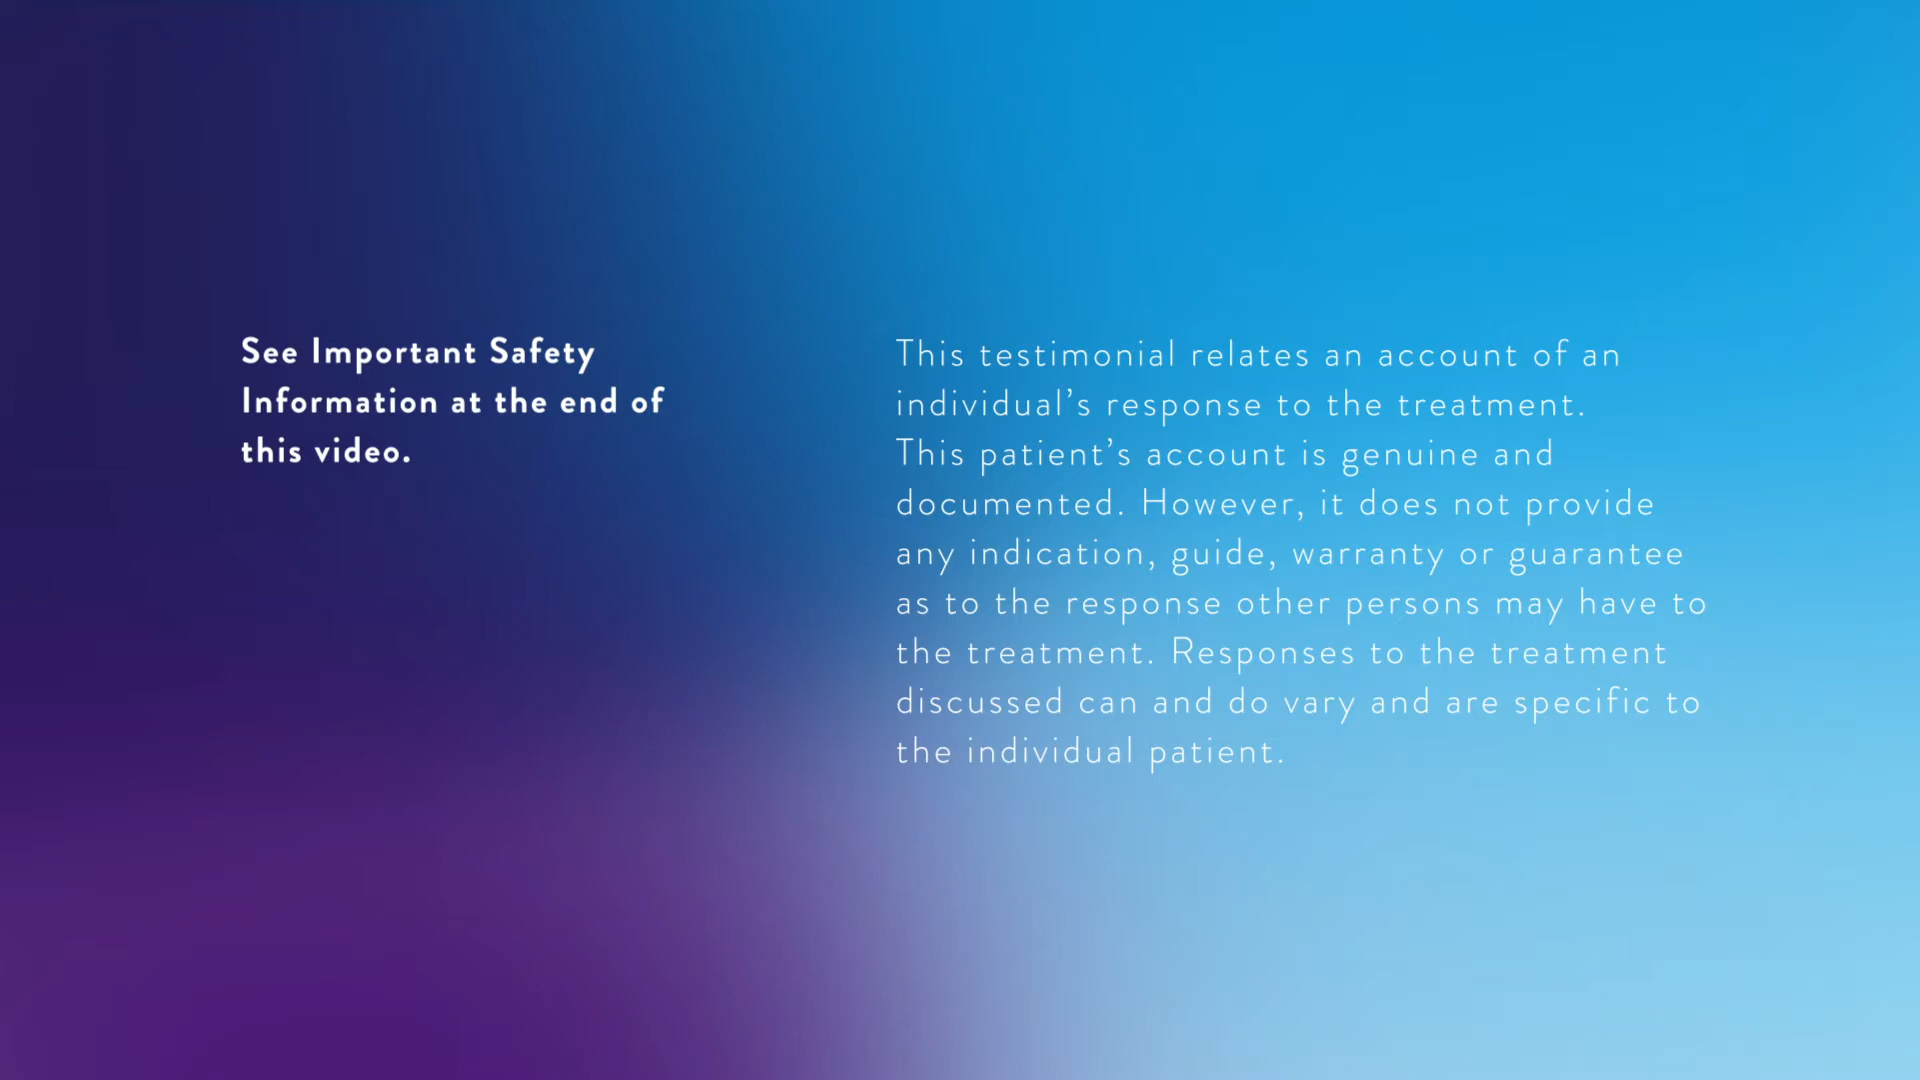 See Important Safety
Information at the end of
this video.
This testimonial relates an account of an
individual’s response to the treatment.
This patient’s account is genuine and
documented. However, it does not provide
any indication, guide, warranty or guarantee
as to the response other persons may have to
the treatment. Responses to the treatment
discussed can and do vary and are specific to
the individual patient.